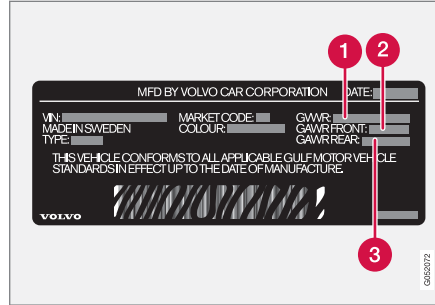 1
2
MFD BY VOLVO CAR CORPORATION DATE:
VIN: MARKET CODE: GVWR:
MADE IN SWEDEN COLOUR: GAWR FRONT:
TYPE: GAWR REAR:
THIS VEHICLE CONFORMS TO ALL APPLICABLE GULF MOTOR VEHICLE
STANDARDS IN EFFECT UP TO THE DATE OF MANUFACTURE.
VOLVO
3
G052072